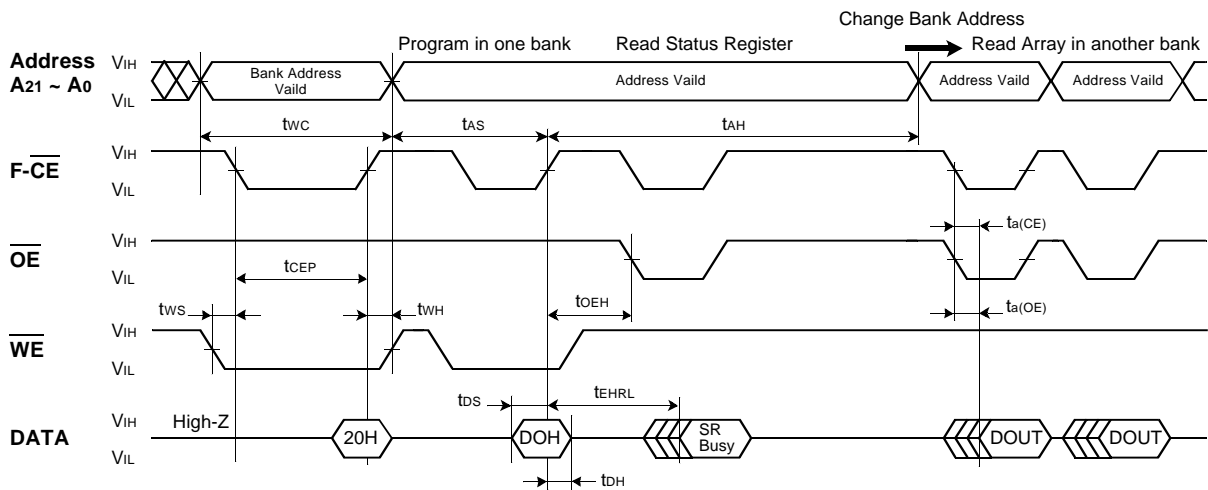 Change Bank Address
Program in one bank Read Status Register Read Array in another bank
Address
A21 ~ A0
VIH
VIL
Bank Address
Vaild
Address Vaild
Address Vaild
Address Vaild
tWC
tAS
tAH
F-CE
VIH
VIL
ta(CE)
OE
VIH
VIL
tCEP
tOEH
ta(OE)
tWS
tWH
WE
VIH
VIL
tDS
tEHRL
DATA
VIH
VIL
High-Z
20H
DOH
SR
Busy
DOUT
DOUT
tDH